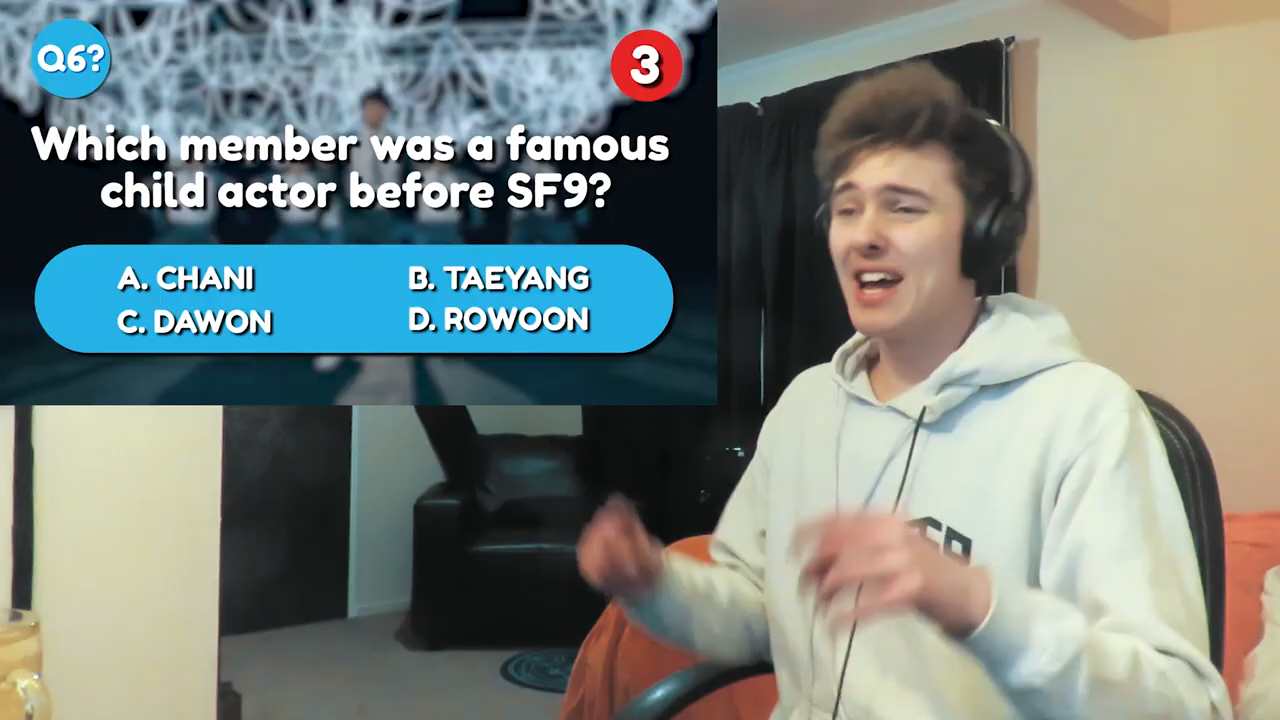 Q6?
3
Which member was a famous
child actor before SF9?
A. CHANI
B. TAEYANG
C. DAWON
D. ROWOON